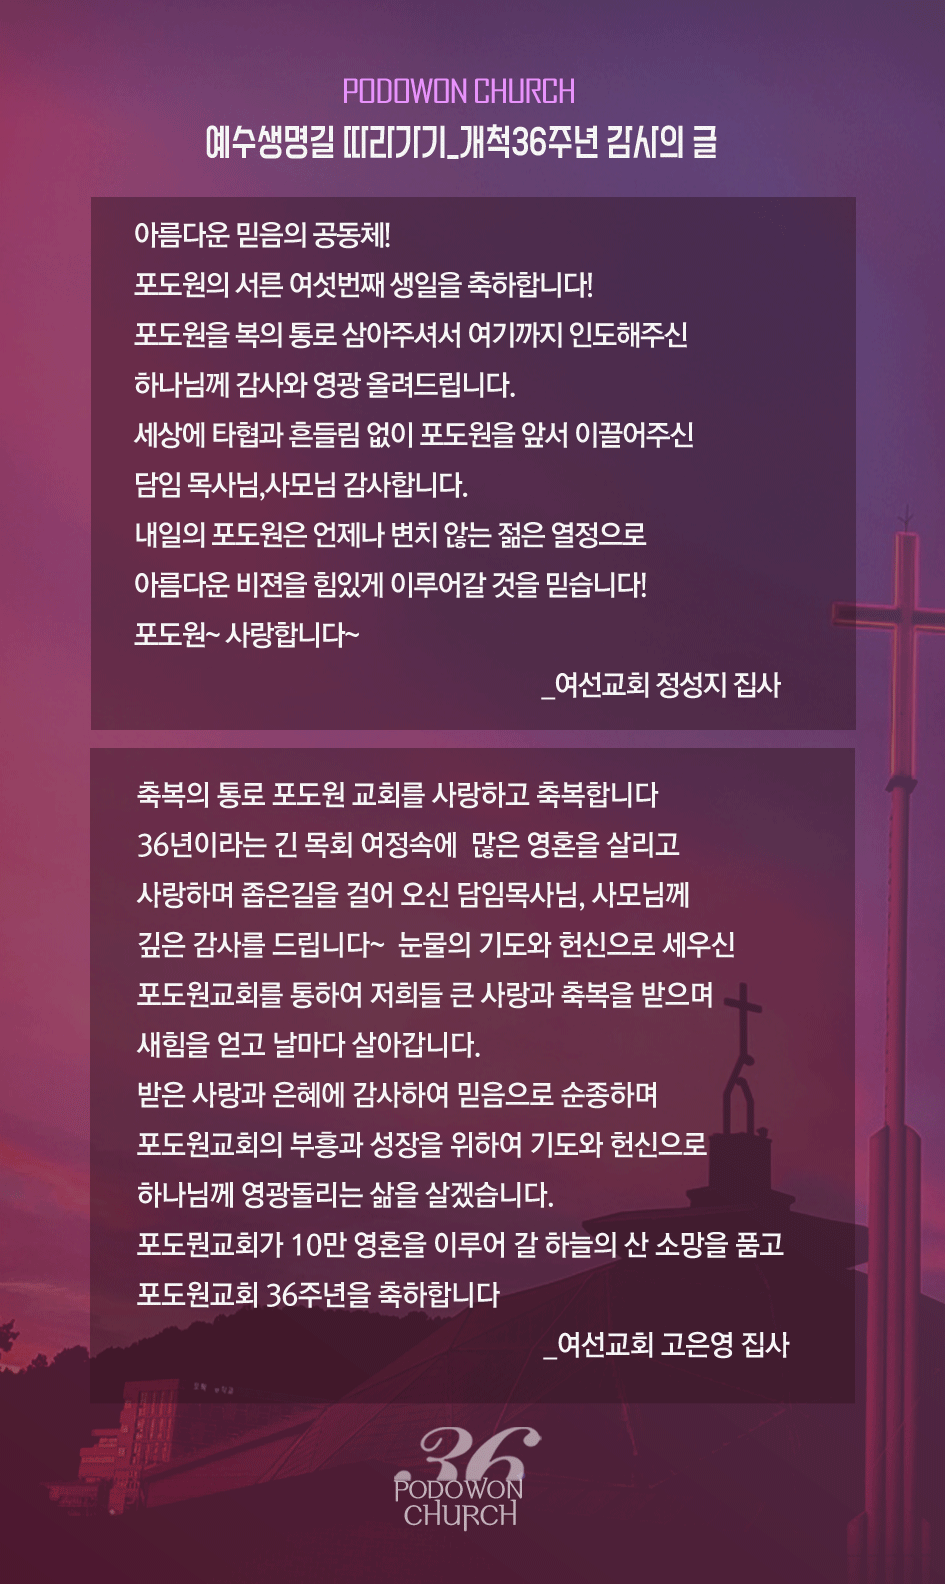 PODOWON CHURCH
예수생명길 따라가기_개척36주년 감사의 글
아름다운 믿음의 공동체!
포도원의 서른 여섯번째 생일을 축하합니다!
포도원을 복의 통로 삼아주셔서 여기까지 인도해주신
하나님께 감사와 영광 올려드립니다.
세상에 타협과 흔들림 없이 포도원을 앞서 이끌어주신
담임 목사님,사모님 감사합니다.
내일의 포도원은 언제나 변치 않는 젊은 열정으로
아름다운 비젼을 힘있게 이루어갈 것을 믿습니다!
포도원~ 사랑합니다~
_여선교회 정성지 집사
축복의 통로 포도원 교회를 사랑하고 축복합니다
36년이라는 긴 목회 여정속에 많은 영혼을 살리고
사랑하며 좁은길을 걸어 오신 담임목사님, 사모님께
깊은 감사를 드립니다~ 눈물의 기도와 헌신으로 세우신
포도원교회를 통하여 저희들 큰 사랑과 축복을 받으며
새힘을 얻고 날마다 살아갑니다.
받은 사랑과 은혜에 감사하여 믿음으로 순종하며
포도원교회의 부흥과 성장을 위하여 기도와 헌신으로
하나님께 영광돌리는 삶을 살겠습니다.
포도뭔교회가 10만 영혼을 이루어 갈 하늘의 산 소망을 품고
포도원교회 36주년을 축하합니다
_여선교회 고은영 집사
36
PODOWON
CHURCH